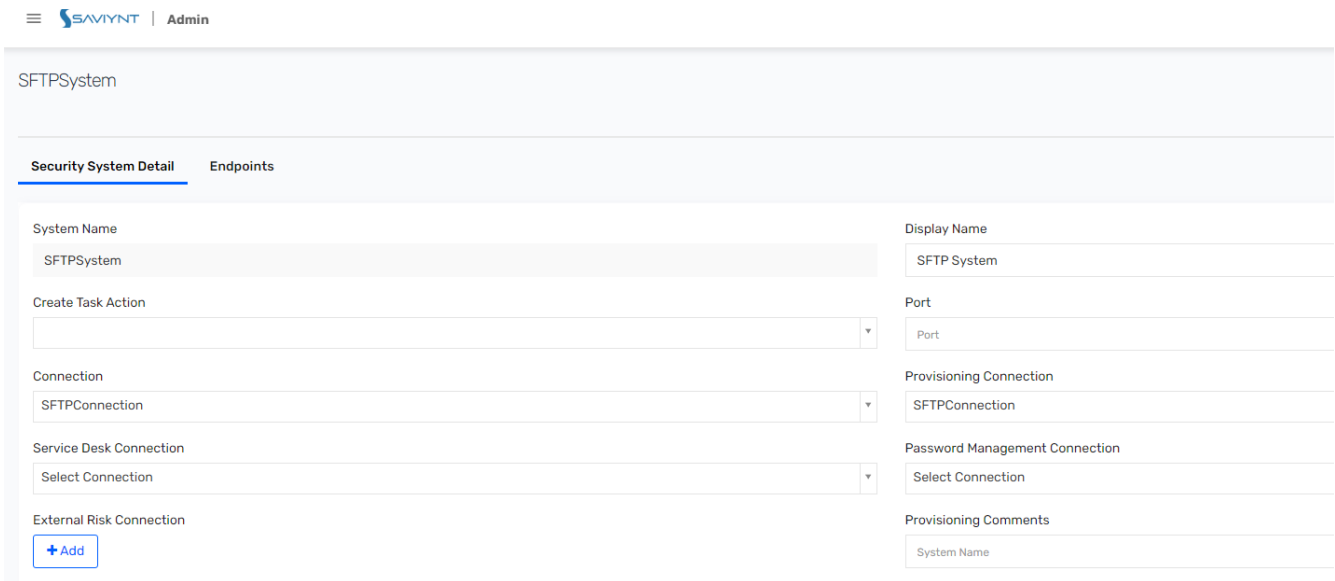 SAVIYNT | Admin
SFTPSystem
Security System Detail Endpoints
System Name Display Name
SFTPSystem SFTP System
Create Task Action Port
Port
Connection Provisioning Connection
SFTPConnection SFTPConnection
Service Desk Connection Password Management Connection
Select Connection Select Connection
External Risk Connection Provisioning Comments
+ Add System Name